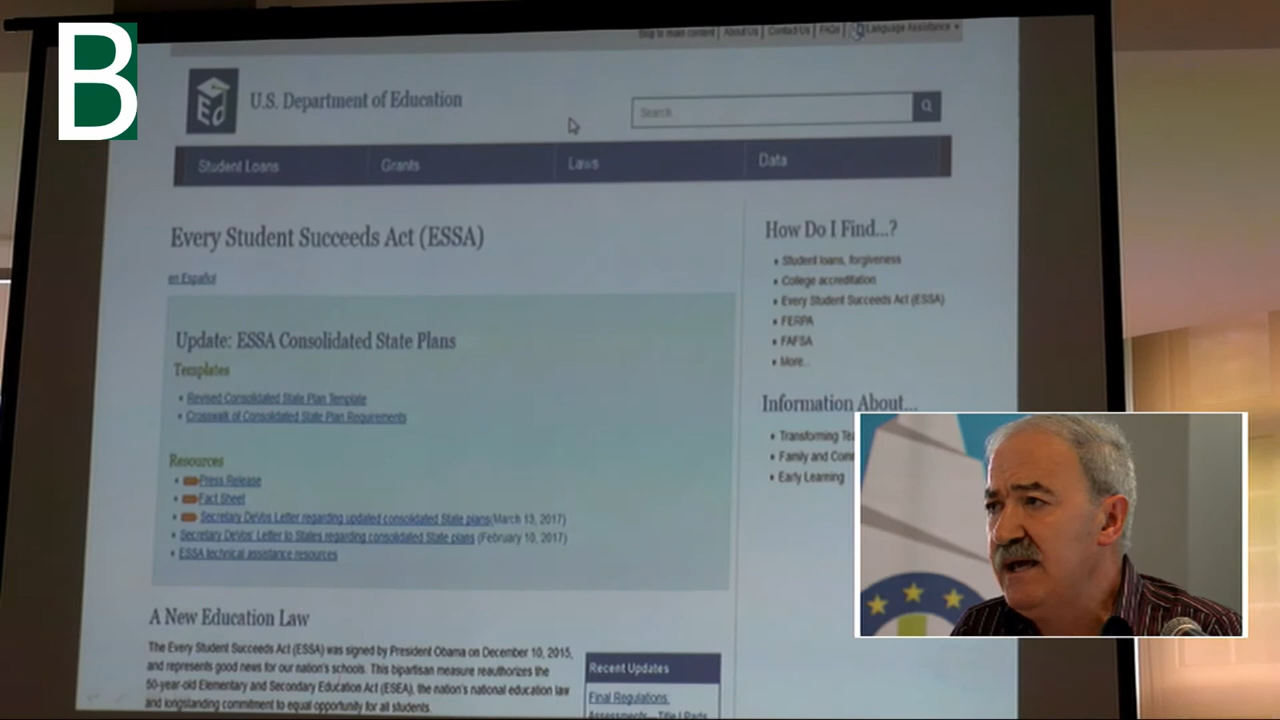 B
Skip to main content | About Us | Contact Us | FAQs | Language Assistance
ED
U.S. Department of Education
Search
Student Loans
Grants
Laws
Data
Every Student Succeeds Act (ESSA)
en Español
Update: ESSA Consolidated State Plans
Templates
Revised Consolidated State Plan Template
Crosswalk of Consolidated State Plan Requirements
Resources
Press Release
Fact Sheet
Secretary DeVos Letter regarding updated consolidated State plans(March 13, 2017)
Secretary DeVos' Letter to States regarding consolidated State plans (February 10, 2017)
ESSA technical assistance resources
A New Education Law
The Every Student Succeeds Act (ESSA) was signed by President Obama on December 10, 2015,
and represents good news for our nation's schools. This bipartisan measure reauthorizes the
50-year-old Elementary and Secondary Education Act (ESEA), the nation's national education law
and longstanding commitment to equal opportunity for all students.
Recent Updates
Final Regulations:
Assessments
How Do I Find...?
Student loans, forgiveness
College accreditation
Every Student Succeeds Act (ESSA)
FERPA
FAFSA
More...
Information About...
Transforming Tea
Family and Com
Early Learning